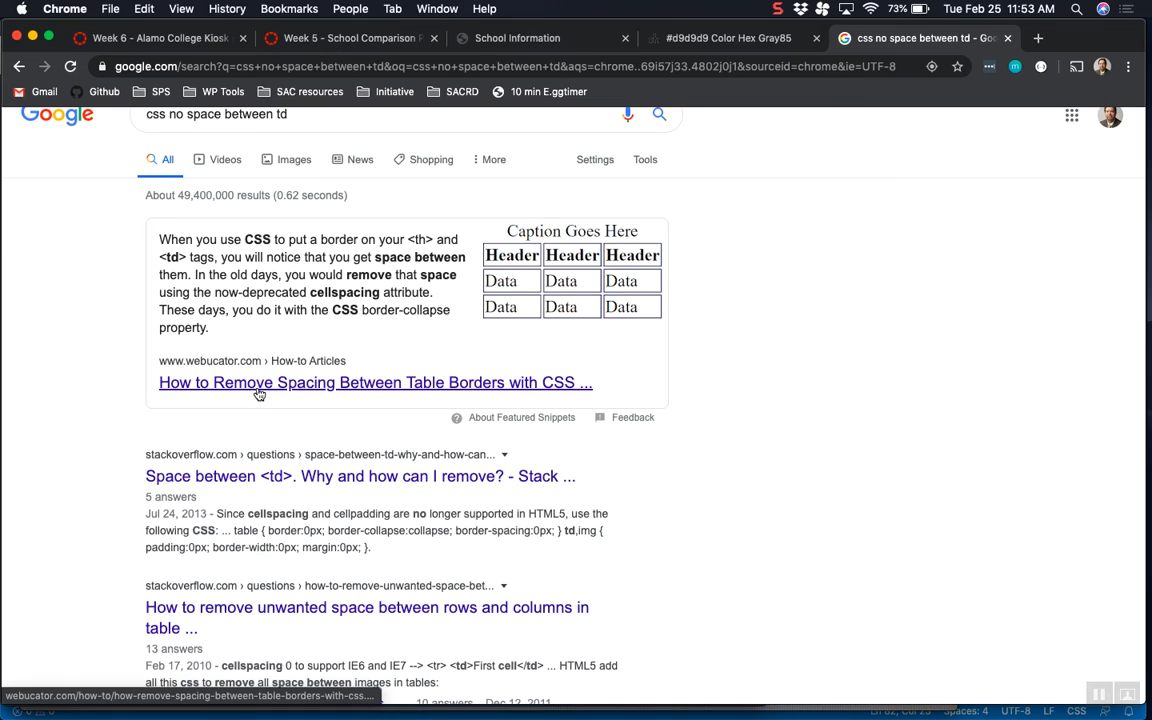 Chrome File Edit View History Bookmarks People Tab Window Help 73% Tue Feb 25 11:53 AM
Week 6 - Alamo College Kiosk Week 5 - School Comparison School Information #d9d9d9 Color Hex Gray85 css no space between td - Goo
google.com/search?q=css+no+space+between+td&oq=css+no+space+between+td&aqs=chrome..69i57j33.4802j0j1&sourceid=chrome&ie=UTF-8
Gmail Github SPS WP Tools SAC resources Initiative SACRD 10 min E.ggtimer
Google css no space between td
All Videos Images News Shopping More Settings Tools
About 49,400,000 results (0.62 seconds)
When you use CSS to put a border on your <th> and
<td> tags, you will notice that you get space between
them. In the old days, you would remove that space
using the now-deprecated cellspacing attribute.
These days, you do it with the CSS border-collapse
property.
Caption Goes Here
Header Header Header
Data Data Data
Data Data Data
www.webucator.com › How-to Articles
How to Remove Spacing Between Table Borders with CSS ...
About Featured Snippets Feedback
stackoverflow.com › questions › space-between-td-why-and-how-can...
Space between <td>. Why and how can I remove? - Stack ...
5 answers
Jul 24, 2013 - Since cellspacing and cellpadding are no longer supported in HTML5, use the
following CSS: ... table { border:0px; border-collapse:collapse; border-spacing:0px; } td,img {
padding:0px; border-width:0px; margin:0px; }.
stackoverflow.com › questions › how-to-remove-unwanted-space-bet...
How to remove unwanted space between rows and columns in
table ...
13 answers
Feb 17, 2010 - cellspacing 0 to support IE6 and IE7 --> <tr> <td>First cell</td> ... HTML5 add
all this css to remove all space between images in tables:
10 answers Dec 12, 2011
webucator.com/how-to/how-remove-spacing-between-table-borders-with-css....
Spaces: 4 UTF-8 LF CSS